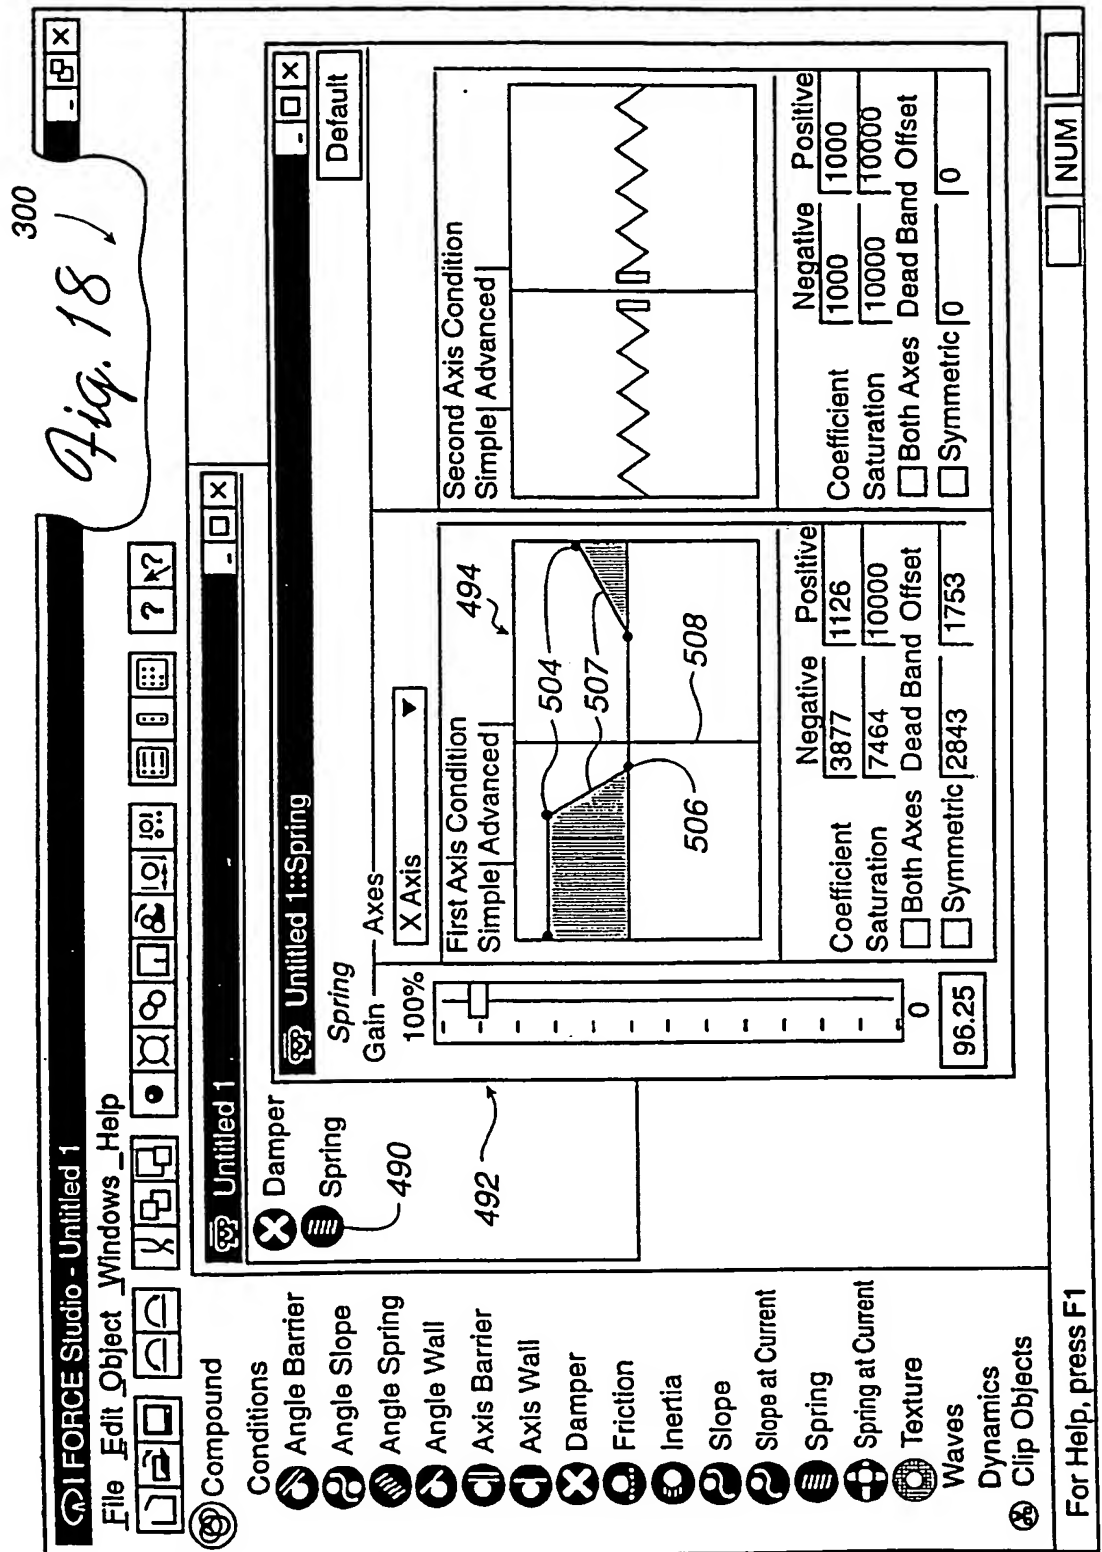 Fig. 18
300
I FORCE Studio - Untitled 1
File Edit Object Windows Help
Compound
Conditions
Angle Barrier
Angle Slope
Angle Spring
Angle Wall
Axis Barrier
Axis Wall
Damper
Friction
Inertia
Slope
Slope at Current
Spring
Spring at Current
Texture
Waves
Dynamics
Clip Objects
For Help, press F1
NUM
Untitled 1
Damper
Spring
490
492
Untitled 1::Spring
Default
Spring
Gain
100%
0
96.25
Axes
X Axis
First Axis Condition
Simple Advanced
494
504
507
506
508
Negative Positive
Coefficient 3877 1126
Saturation 7464 10000
Both Axes Dead Band Offset
Symmetric 2843 1753
Second Axis Condition
Simple Advanced
Negative Positive
Coefficient 1000 1000
Saturation 10000 10000
Both Axes Dead Band Offset
Symmetric 0 0